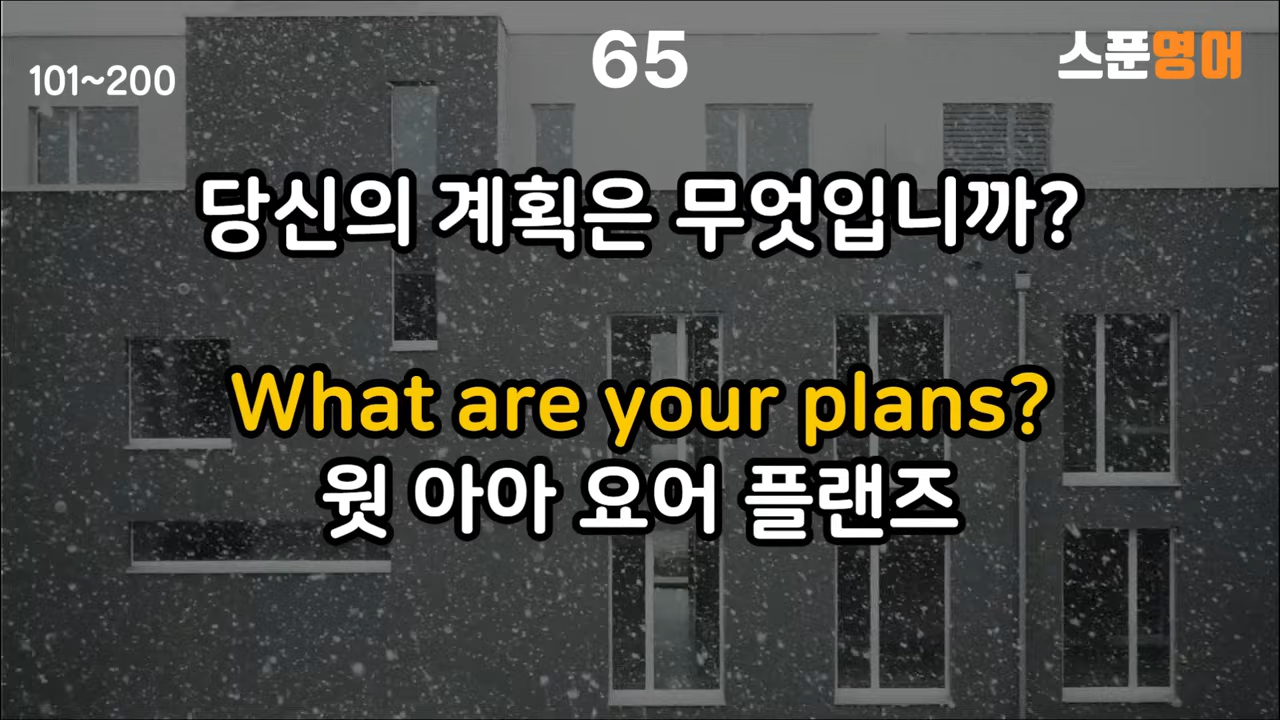 65
101~200
스푼영어
당신의 계획은 무엇입니까?
What are your plans?
웟 아아 요어 플랜즈